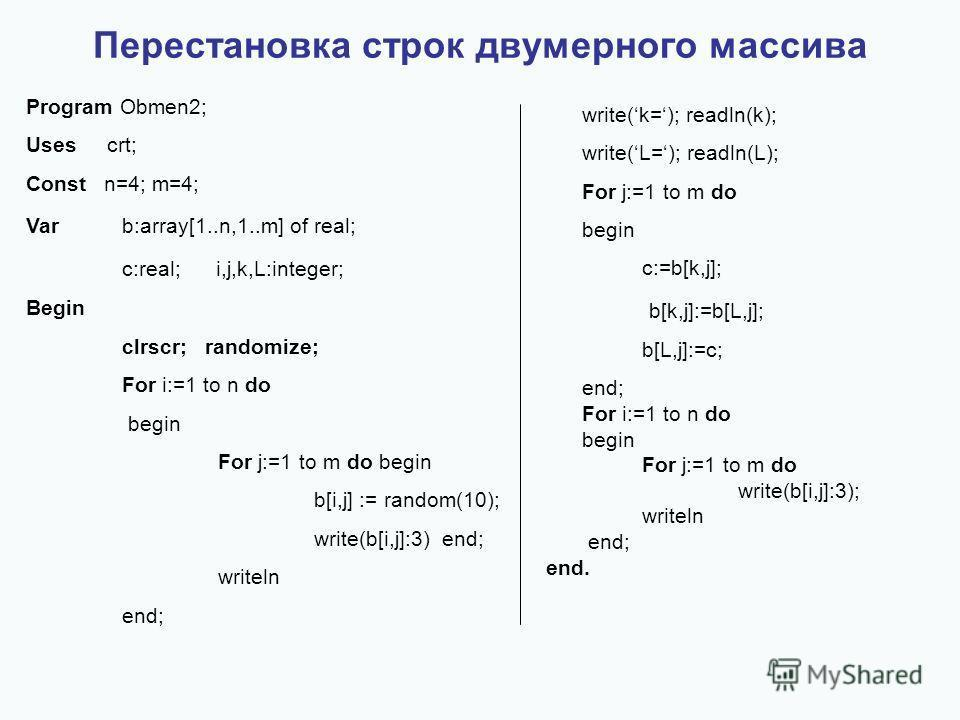 Перестановка строк двумерного массива
Program Obmen2;
Uses crt;
Const n=4; m=4;
Var b:array[1..n,1..m] of real;
c:real; i,j,k,L:integer;
Begin
clrscr; randomize;
For i:=1 to n do
begin
For j:=1 to m do begin
b[i,j] := random(10);
write(b[i,j]:3) end;
writeln
end;
write(‘k=‘); readln(k);
write(‘L=‘); readln(L);
For j:=1 to m do
begin
c:=b[k,j];
b[k,j]:=b[L,j];
b[L,j]:=c;
end;
For i:=1 to n do
begin
For j:=1 to m do
write(b[i,j]:3);
writeln
end;
end.
MyShared